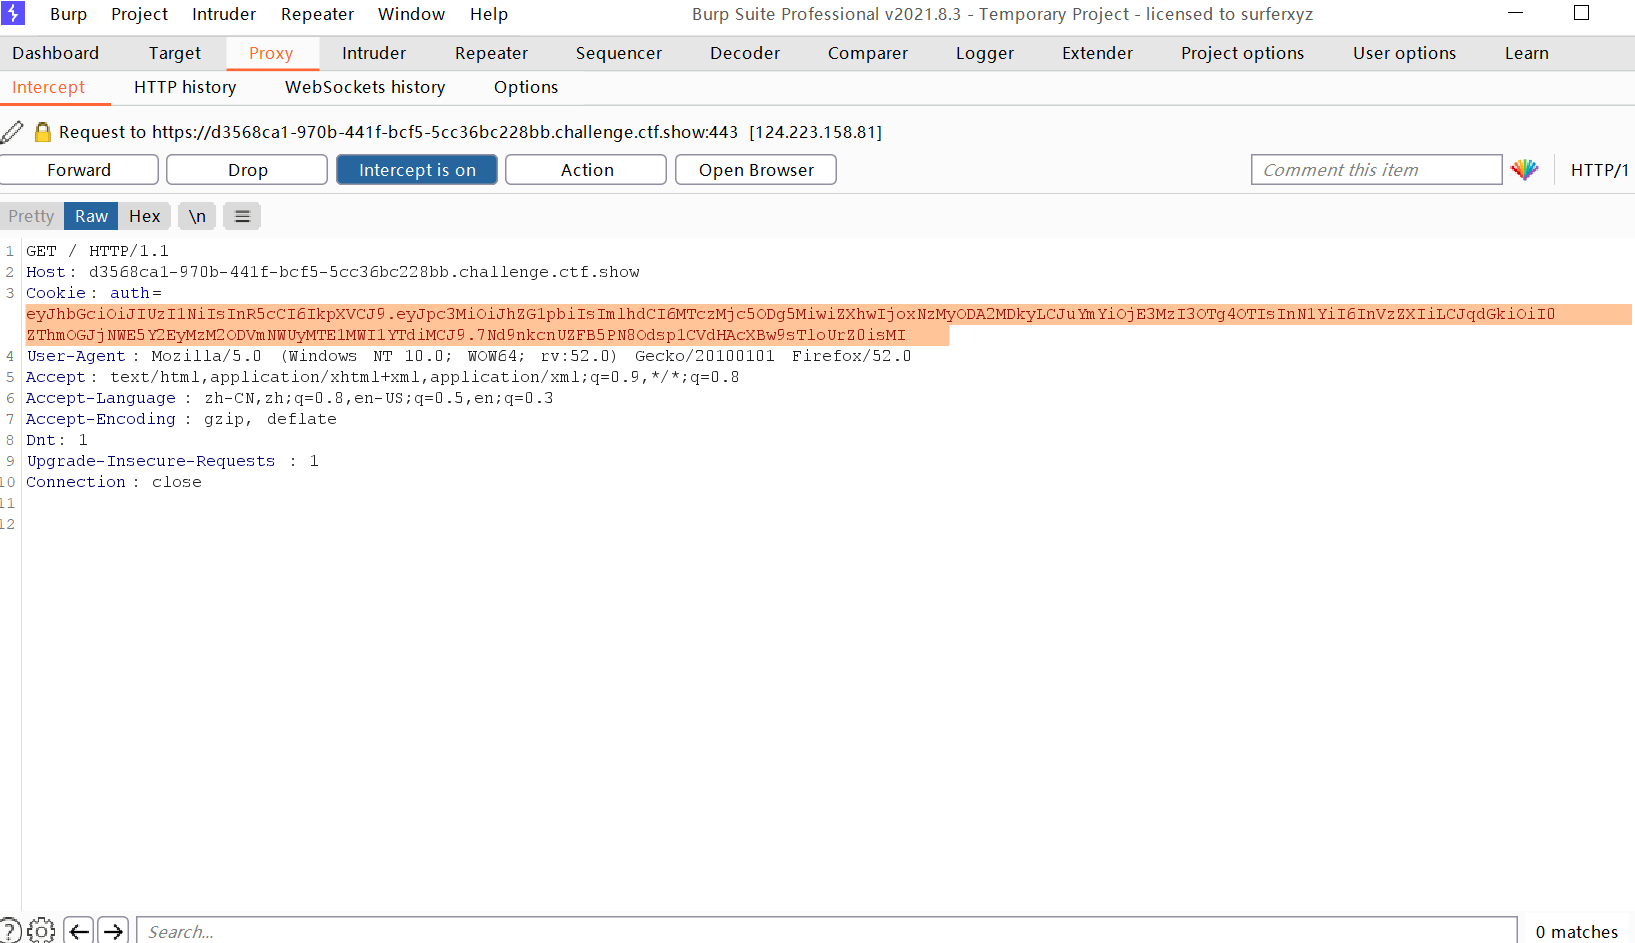 Burp Project Intruder Repeater Window Help Burp Suite Professional v2021.8.3 - Temporary Project - licensed to surferxyz
Dashboard Target Proxy Intruder Repeater Sequencer Decoder Comparer Logger Extender Project options User options Learn
Intercept HTTP history WebSockets history Options
Request to https://d3568ca1-970b-441f-bcf5-5cc36bc228bb.challenge.ctf.show:443 [124.223.158.81]
Forward Drop Intercept is on Action Open Browser Comment this item HTTP/1
Pretty Raw Hex \n
1 GET / HTTP/1.1
2 Host: d3568ca1-970b-441f-bcf5-5cc36bc228bb.challenge.ctf.show
3 Cookie: auth=
eyJhbGciOiJIUzI1NiIsInR5cCI6IkpXVCJ9.eyJpc3MiOiJhZG1pbiIsImlhdCI6MTczMjc5ODg5MiwiZXhwIjoxNzMyODA2MDkyLCJuYmYiOjE3MzI3OTg4OTIsInN1YiI6InVzZXIiLCJqdGkiOiI0
ZThmOGJjNWE5Y2EyMzM2ODVmNWUyMTE1MWI1YTdiMCJ9.7Nd9nkcnUZFB5PN8Odsp1CVdHAcXBw9sTloUrZ0isMI
4 User-Agent: Mozilla/5.0 (Windows NT 10.0; WOW64; rv:52.0) Gecko/20100101 Firefox/52.0
5 Accept: text/html,application/xhtml+xml,application/xml;q=0.9,*/*;q=0.8
6 Accept-Language: zh-CN,zh;q=0.8,en-US;q=0.5,en;q=0.3
7 Accept-Encoding: gzip, deflate
8 Dnt: 1
9 Upgrade-Insecure-Requests: 1
10 Connection: close
11
12
Search... 0 matches